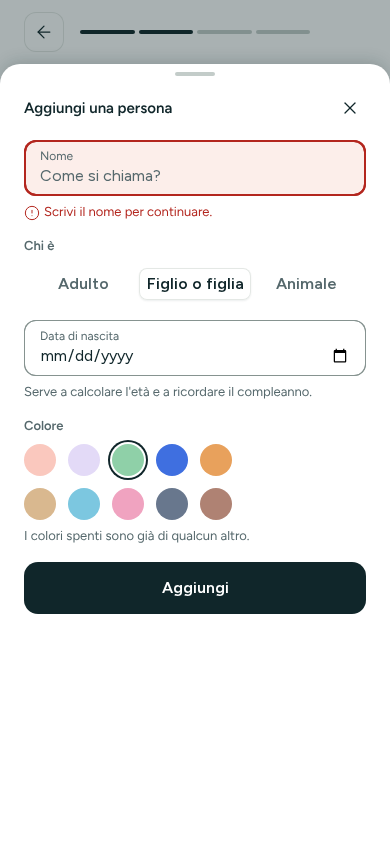 Aggiungi una persona
Nome
Come si chiama?
Scrivi il nome per continuare.
Chi è
Adulto Figlio o figlia Animale
Data di nascita
mm/dd/yyyy
Serve a calcolare l'età e a ricordare il compleanno.
Colore
I colori spenti sono già di qualcun altro.
Aggiungi